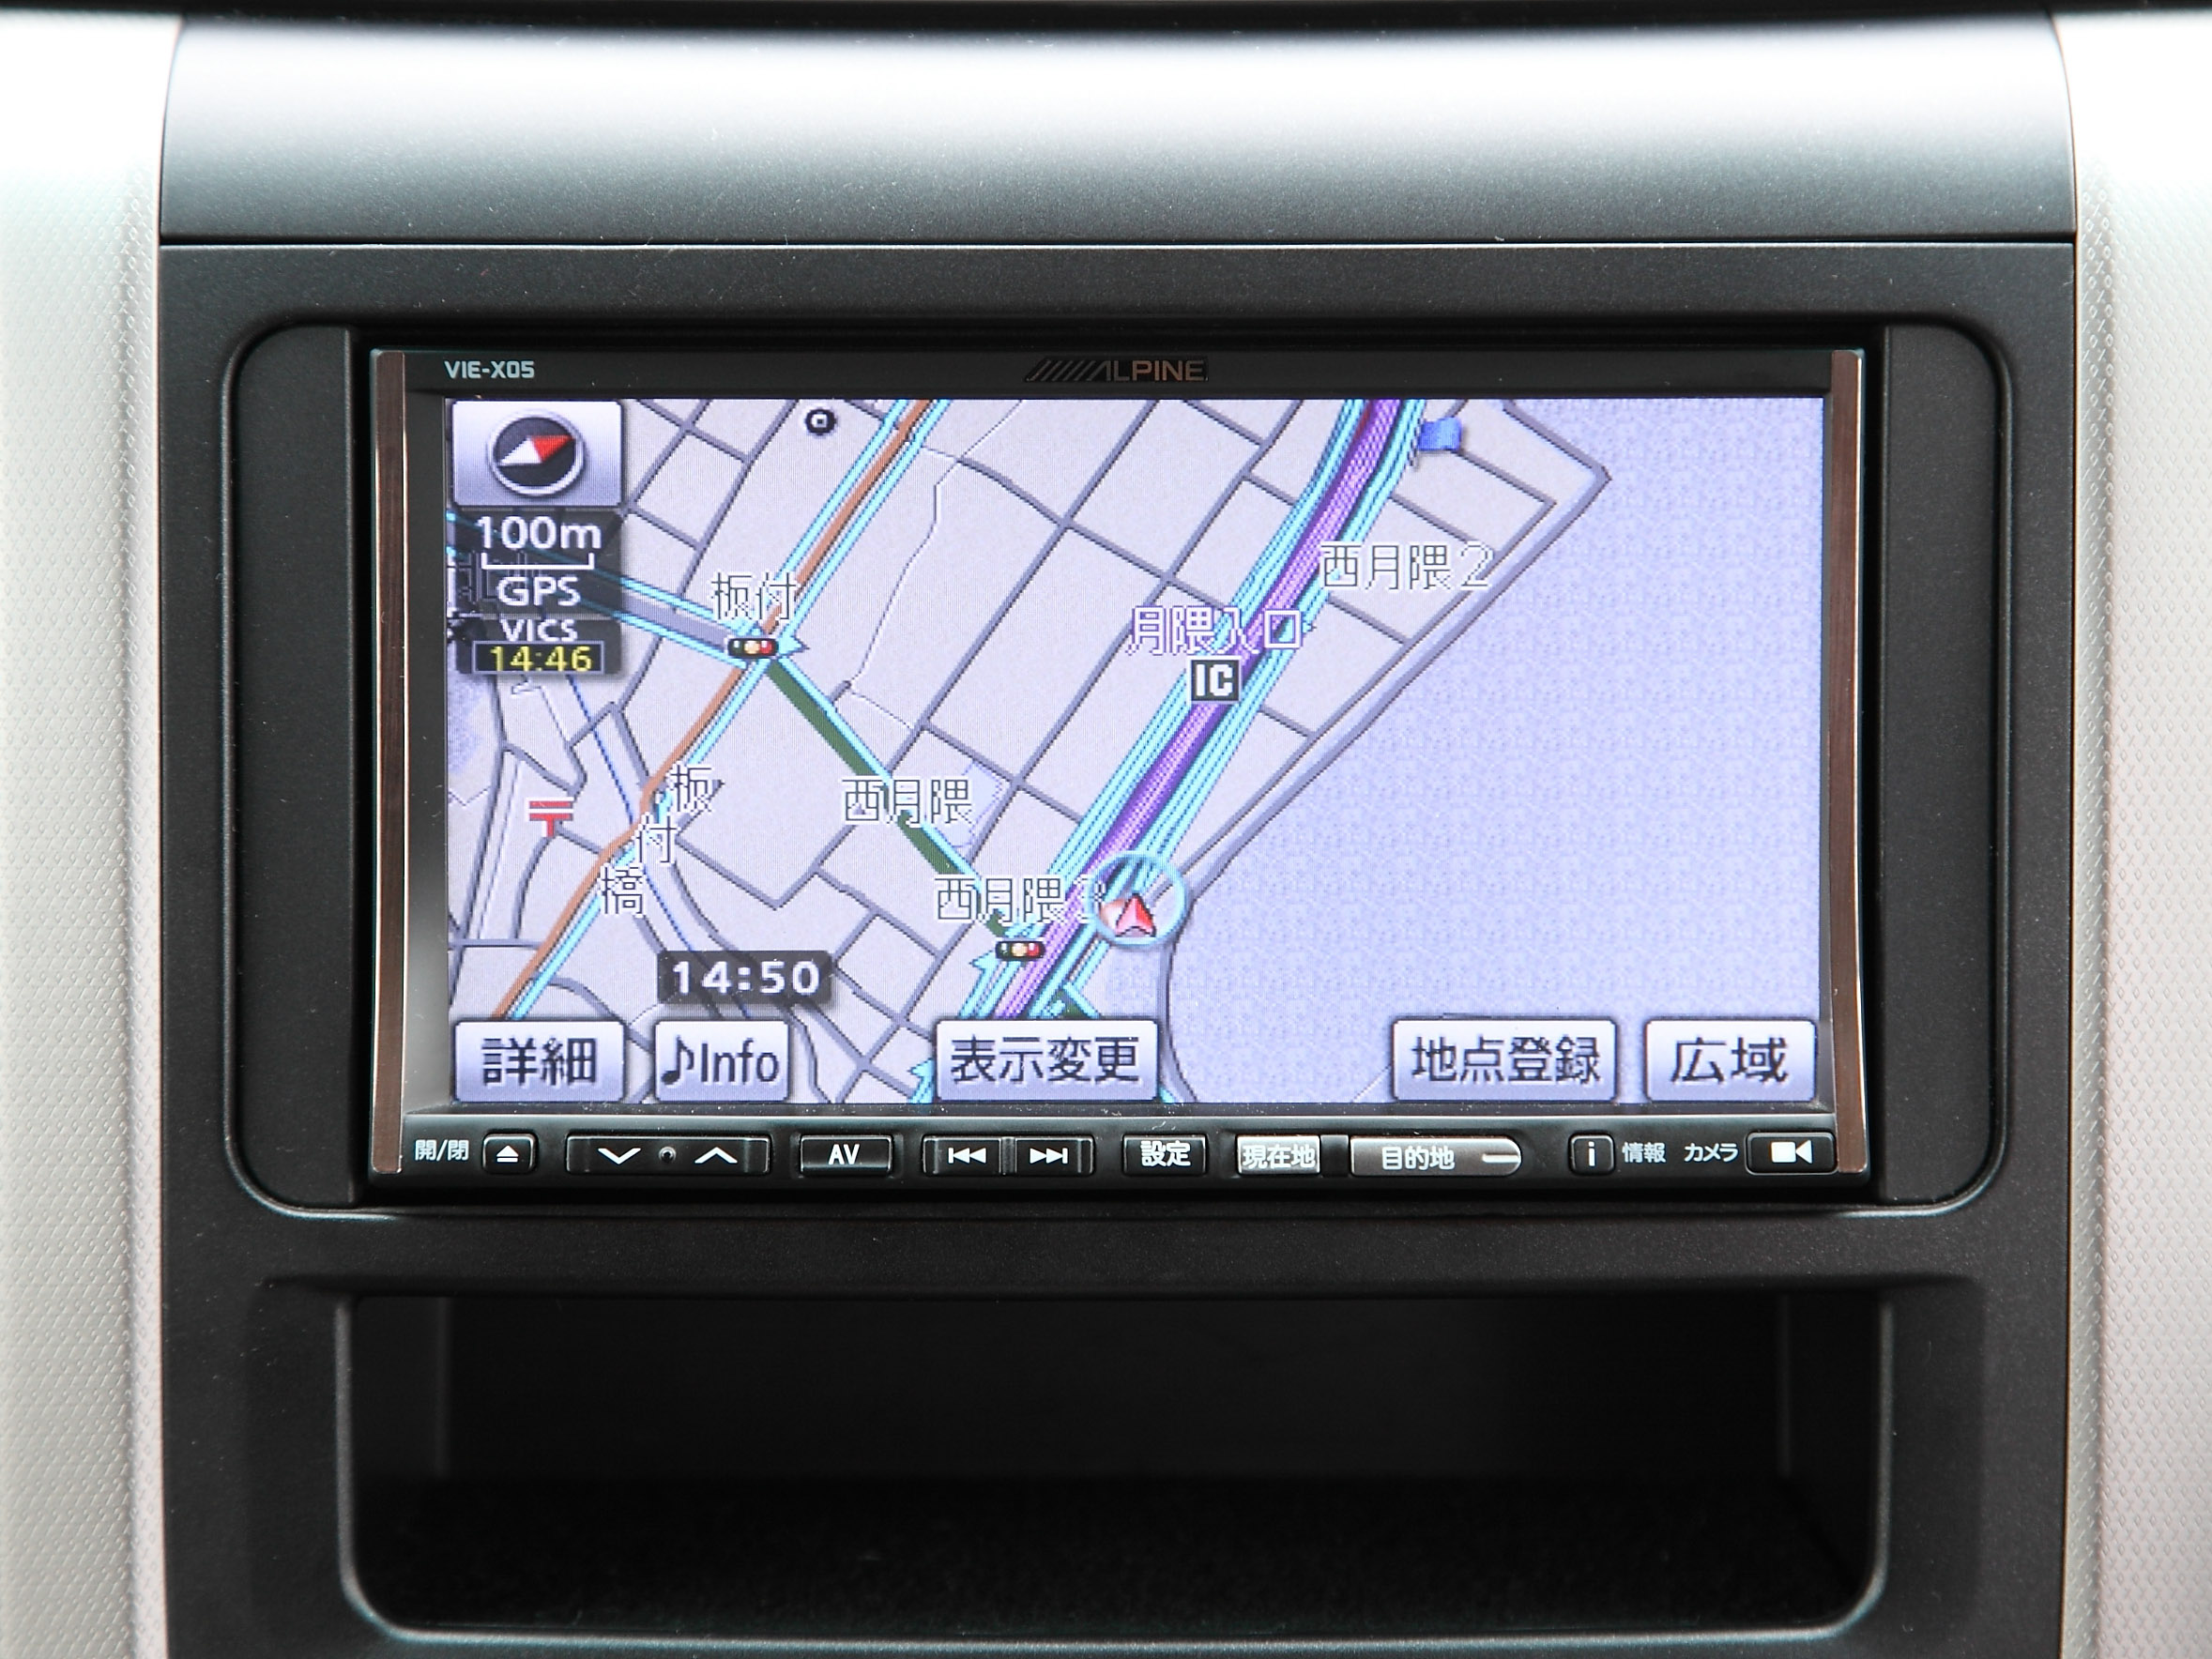 VIE-X05
ALPINE
100m
GPS
VICS
14:46
板付
西月隈2
月隈入口
IC
板付橋
西月隈
西月隈3
14:50
詳細
♪Info
表示変更
地点登録
広域
開/閉
AV
設定
現在地
目的地
i
情報
カメラ